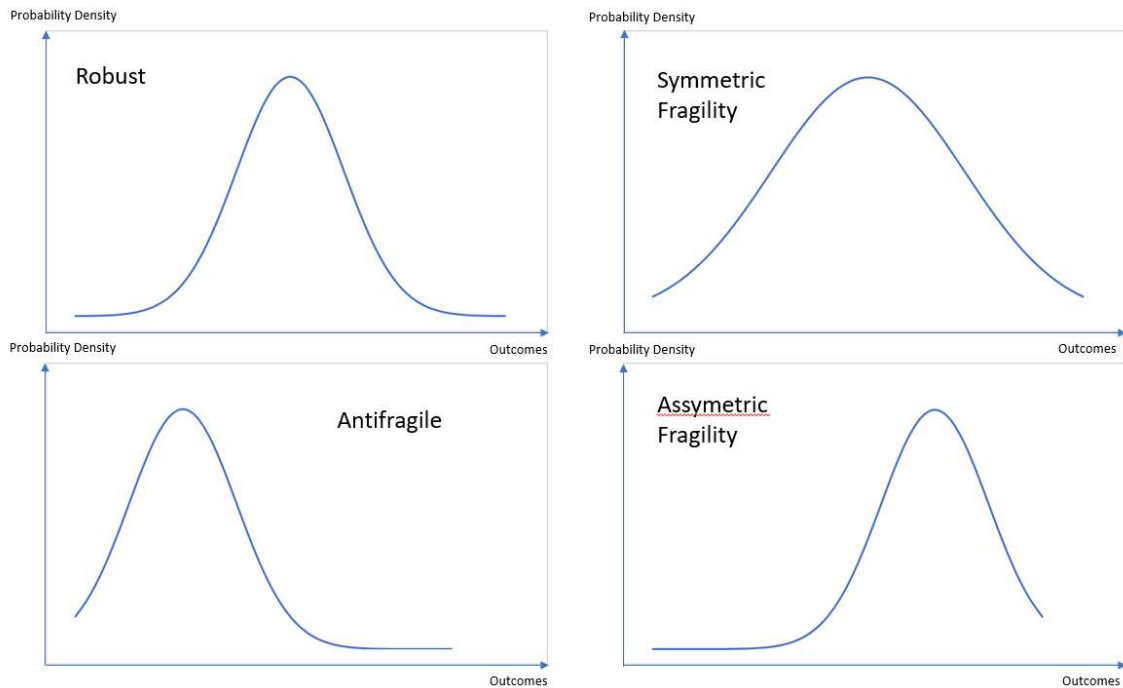 Probability Density
Robust
Outcomes
Probability Density
Symmetric
Fragility
Outcomes
Probability Density
Antifragile
Outcomes
Probability Density
Assymetric
Fragility
Outcomes